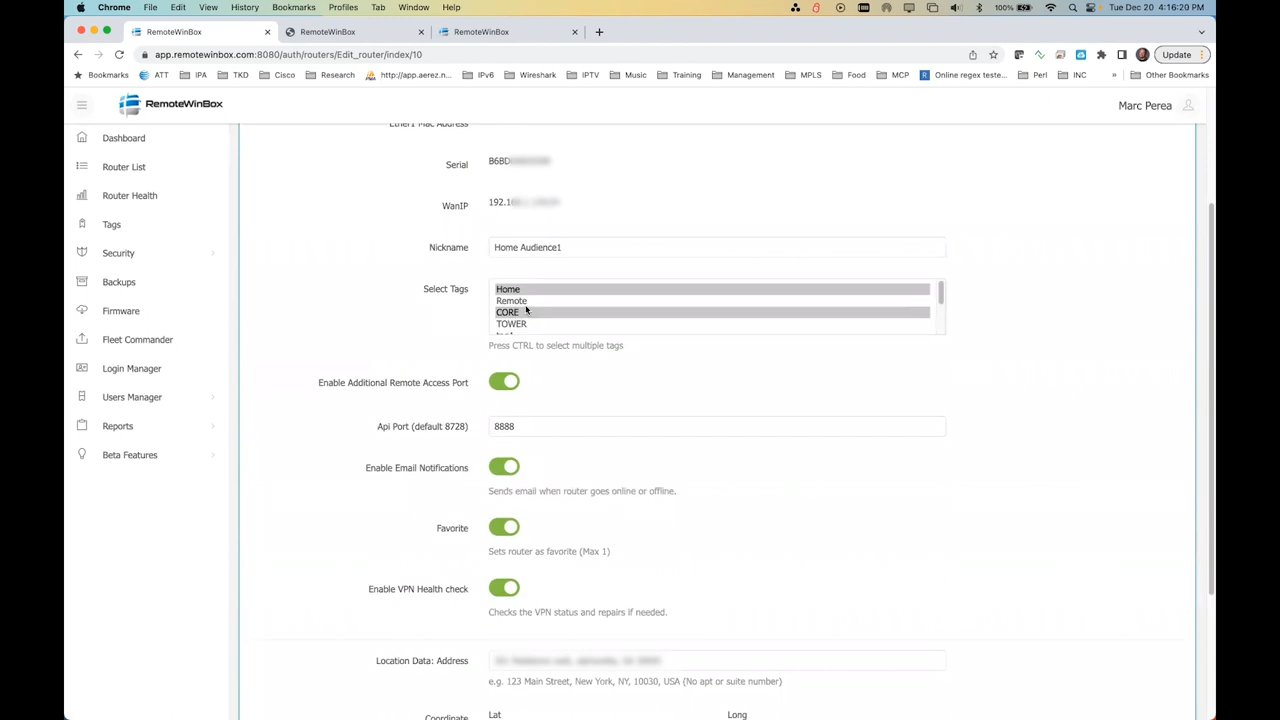 Chrome File Edit View History Bookmarks Profiles Tab Window Help 100% Tue Dec 20 4:16:20 PM
RemoteWinBox RemoteWinBox RemoteWinBox
app.remotewinbox.com:8080/auth/routers/Edit_router/index/10 Update
Bookmarks ATT IPA TKD Cisco Research http://app.aerez.n... IPv6 Wireshark IPTV Music Training Management MPLS Food MCP Online regex teste... Perl INC » Other Bookmarks
RemoteWinBox Marc Perea
Dashboard
Router List
Router Health
Tags
Security
Backups
Firmware
Fleet Commander
Login Manager
Users Manager
Reports
Beta Features
Ether1 Mac Address
Serial B6BD
WanIP 192.16
Nickname Home Audience1
Select Tags Home
Remote
CORE
TOWER
Press CTRL to select multiple tags
Enable Additional Remote Access Port
Api Port (default 8728) 8888
Enable Email Notifications
Sends email when router goes online or offline.
Favorite
Sets router as favorite (Max 1)
Enable VPN Health check
Checks the VPN status and repairs if needed.
Location Data: Address
e.g. 123 Main Street, New York, NY, 10030, USA (No apt or suite number)
Coordinate Lat Long